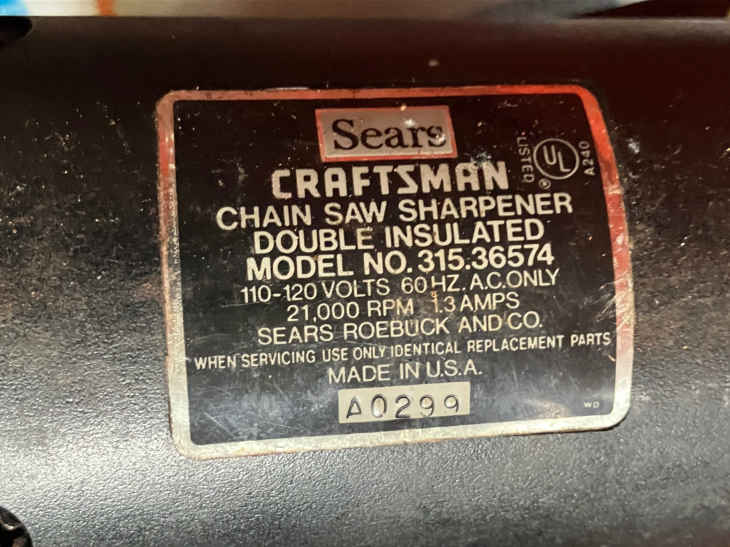 Sears
LISTED
UL
®
A240
CRAFTSMAN
CHAIN SAW SHARPENER
DOUBLE INSULATED
MODEL NO. 315.36574
110-120 VOLTS 60 HZ. A.C. ONLY
21,000 RPM 1.3 AMPS
SEARS ROEBUCK AND CO.
WHEN SERVICING USE ONLY IDENTICAL REPLACEMENT PARTS
MADE IN U.S.A.
A0299
WD